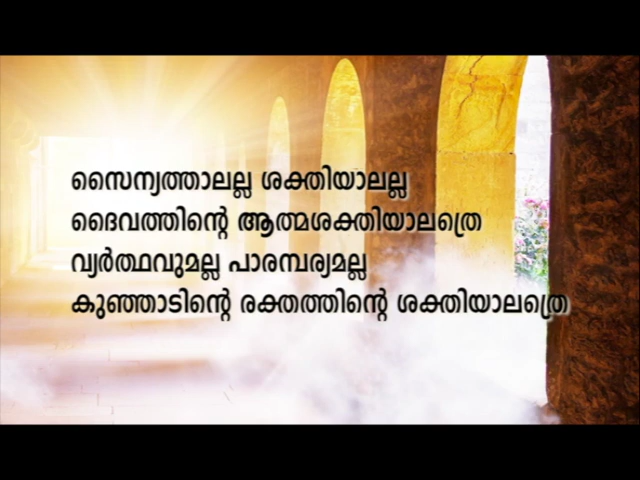 സൈന്യത്താലല്ല ശക്തിയാലല്ല
ദൈവത്തിന്റെ ആത്മശക്തിയാലത്രെ
വ്യർത്ഥവുമല്ല പാരമ്പര്യമല്ല
കുഞ്ഞാടിന്റെ രക്തത്തിന്റെ ശക്തിയാലത്രെ